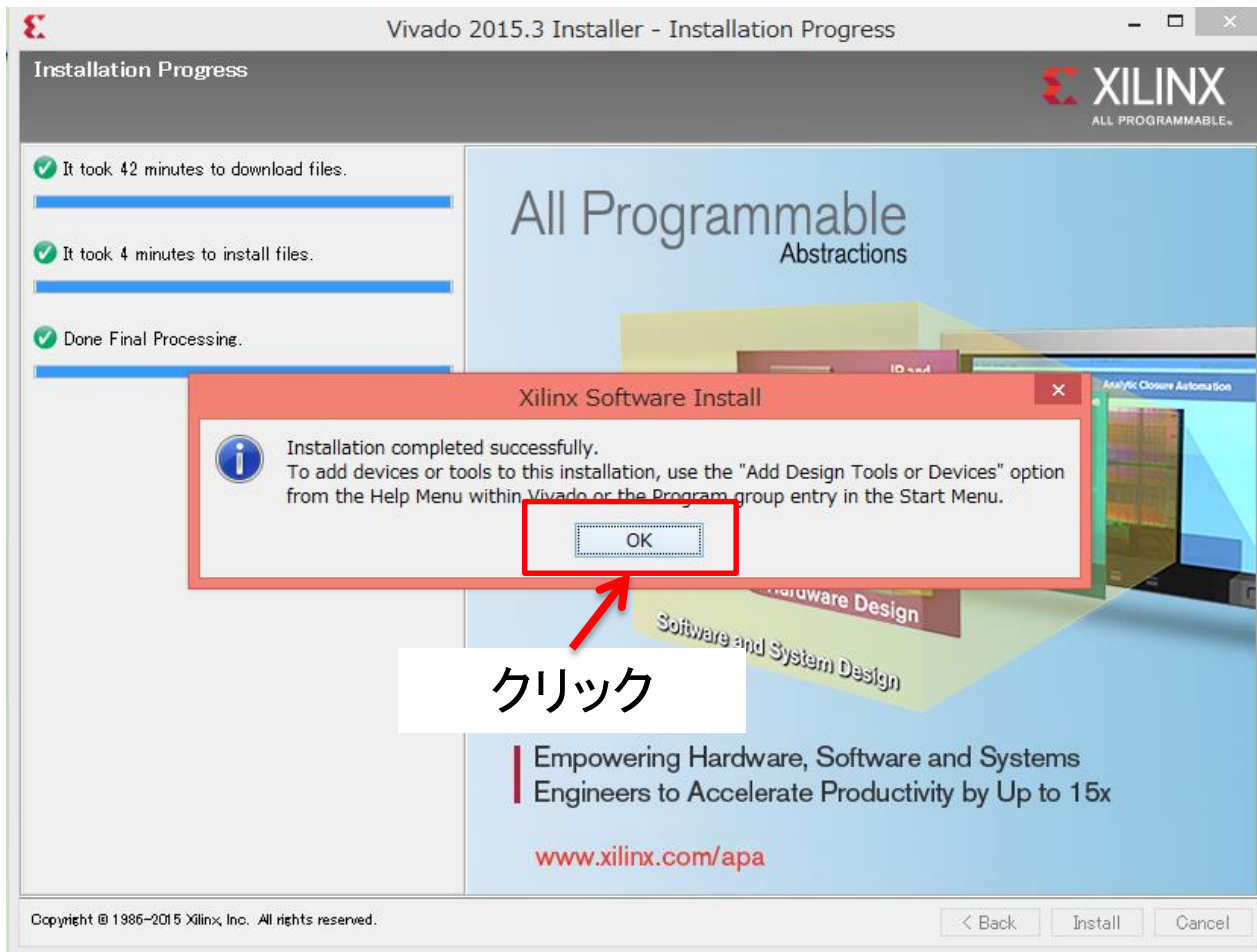 Vivado 2015.3 Installer - Installation Progress
Installation Progress
XILINX
ALL PROGRAMMABLE.
It took 42 minutes to download files.
It took 4 minutes to install files.
Done Final Processing.
All Programmable
Abstractions
IP and
Analytic Closure Automation
Xilinx Software Install
Installation completed successfully.
To add devices or tools to this installation, use the "Add Design Tools or Devices" option
from the Help Menu within Vivado or the Program group entry in the Start Menu.
OK
Hardware Design
Software and System Design
クリック
Empowering Hardware, Software and Systems
Engineers to Accelerate Productivity by Up to 15x
www.xilinx.com/apa
Copyright © 1986-2015 Xilinx, Inc. All rights reserved.
< Back
Install
Cancel